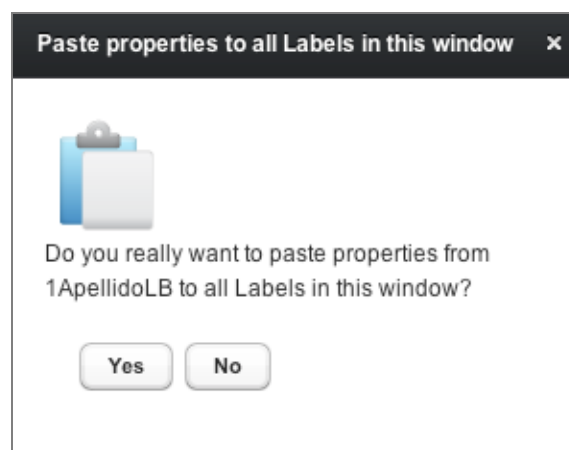 Paste properties to all Labels in this window ×
Do you really want to paste properties from
1ApellidoLB to all Labels in this window?
Yes No